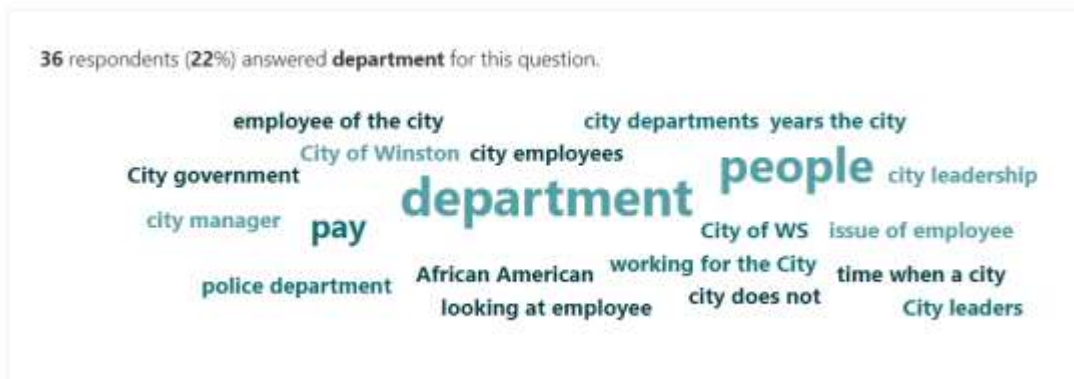 36 respondents (22%) answered department for this question.
employee of the city
city departments years the city
City of Winston city employees
people
City government
city leadership
department
city manager
pay
City of WS issue of employee
working for the City
African American
time when a city
police department
city does not
looking at employee
City leaders